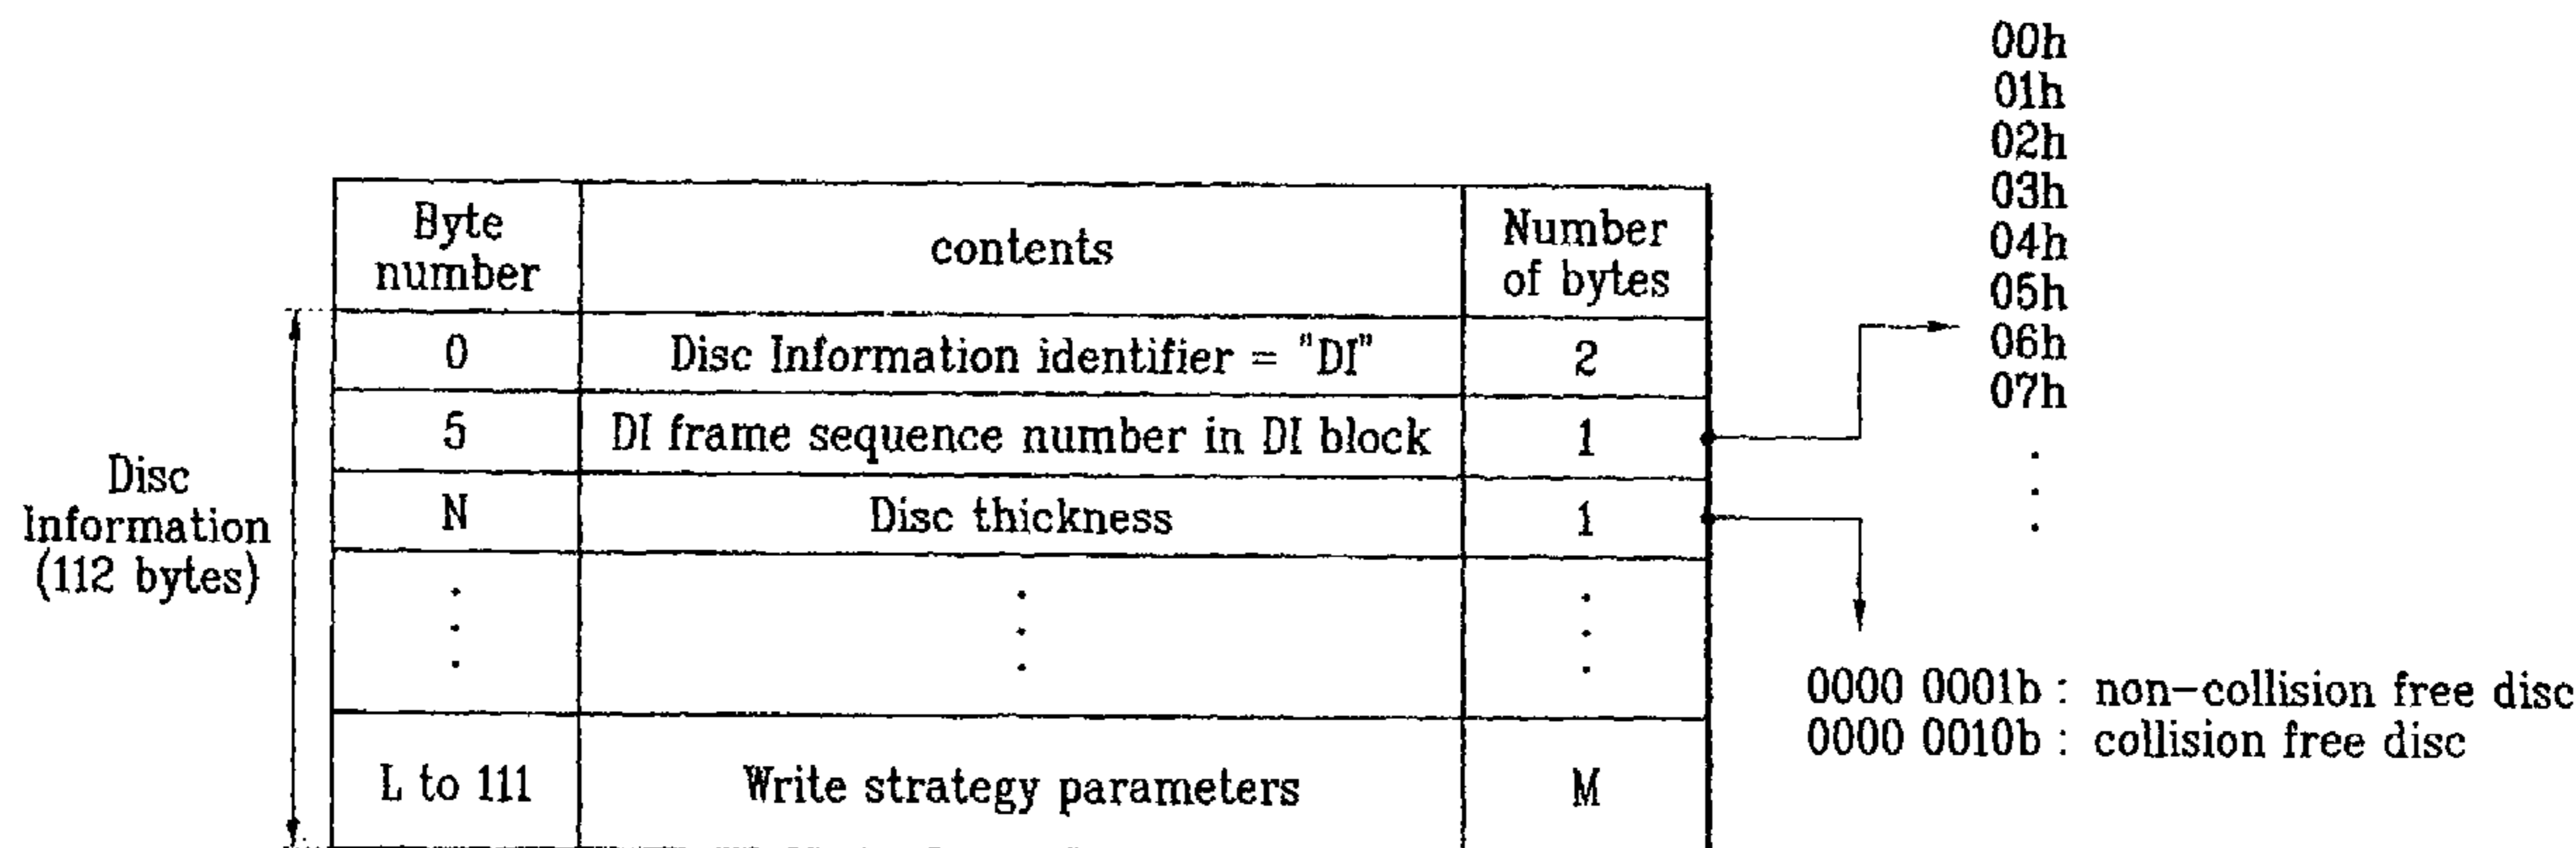 00h
01h
02h
03h
04h
05h
06h
07h
.
.
.
Byte number
contents
Number of bytes
0
Disc Information identifier = "DI"
2
5
DI frame sequence number in DI block
1
N
Disc thickness
1
.
.
.
.
.
.
.
.
.
L to 111
Write strategy parameters
M
Disc
Information
(112 bytes)
0000 0001b : non-collision free disc
0000 0010b : collision free disc